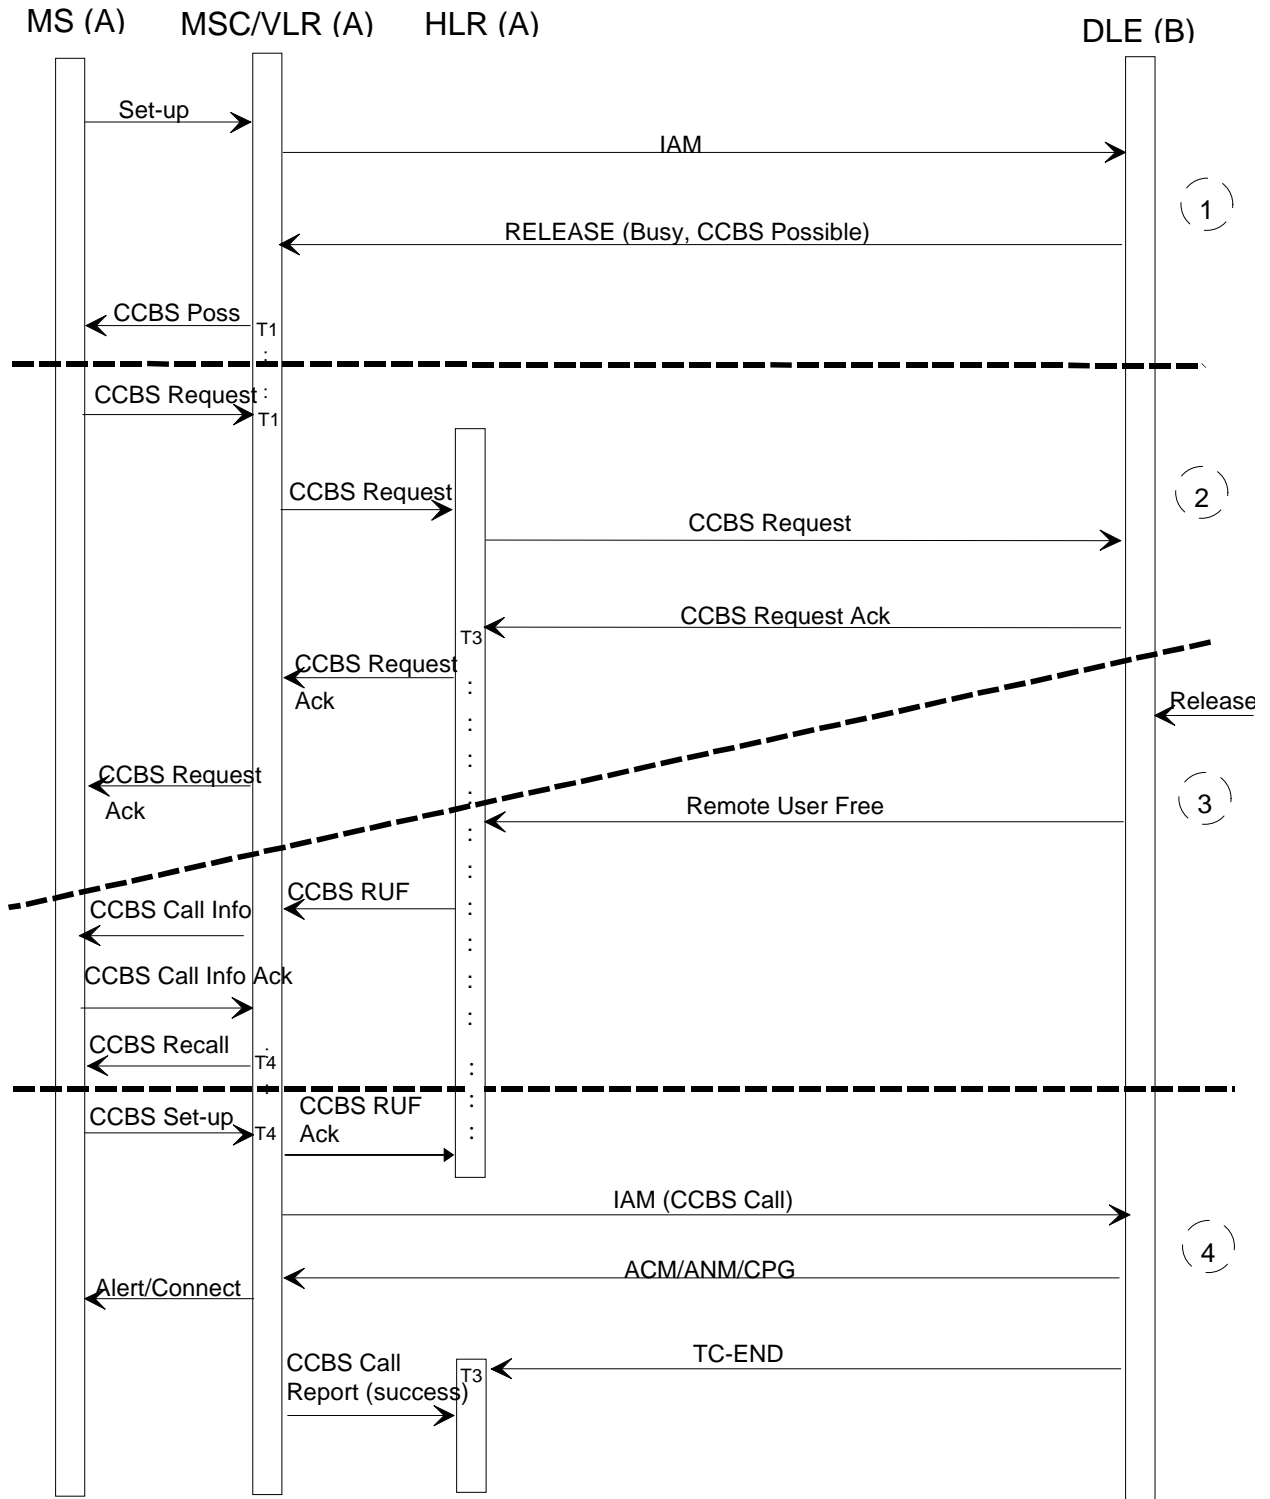 MS (A)
MSC/VLR (A)
HLR (A)
DLE (B)
Set-up
IAM
1
RELEASE (Busy, CCBS Possible)
CCBS Poss
T1
CCBS Request
T1
CCBS Request
2
CCBS Request
CCBS Request Ack
T3
CCBS Request
Ack
Release
CCBS Request
Ack
Remote User Free
3
CCBS RUF
CCBS Call Info
CCBS Call Info Ack
CCBS Recall
T4
CCBS Set-up
T4
CCBS RUF
Ack
IAM (CCBS Call)
4
ACM/ANM/CPG
Alert/Connect
TC-END
CCBS Call
Report (success)
T3